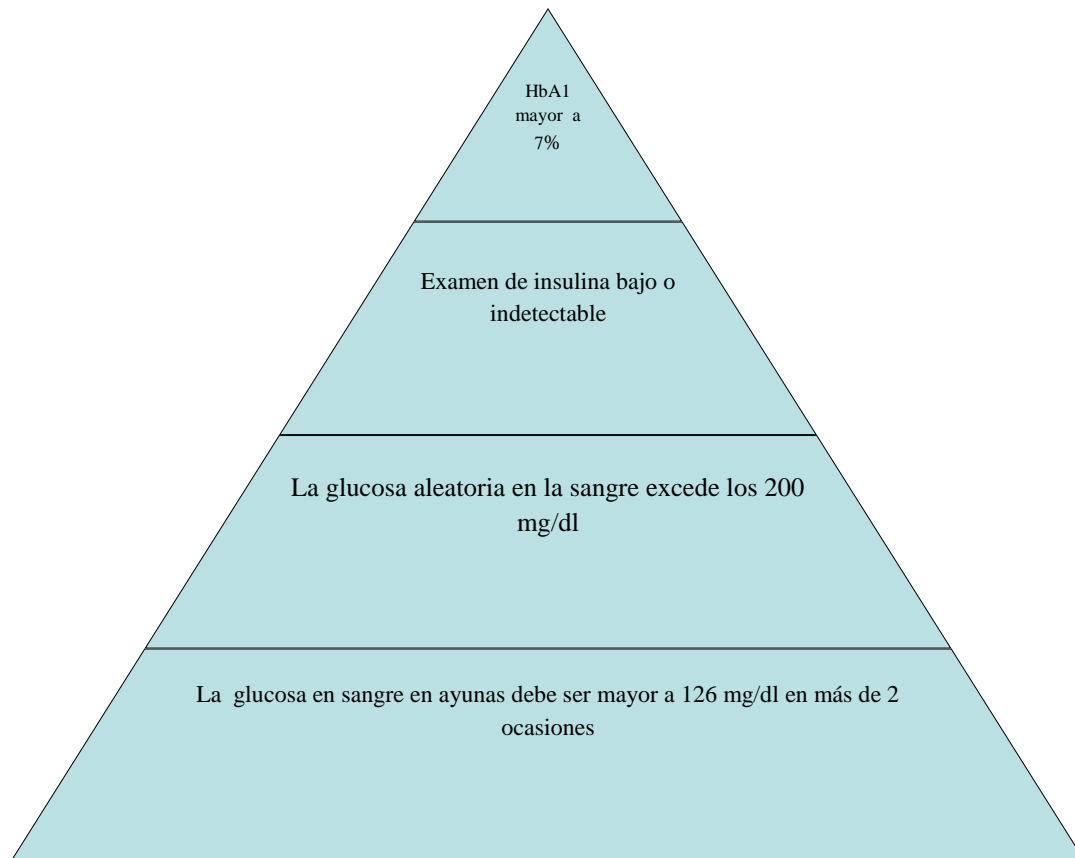 HbA1
mayor a
7%
Examen de insulina bajo o
indetectable
La glucosa aleatoria en la sangre excede los 200
mg/dl
La glucosa en sangre en ayunas debe ser mayor a 126 mg/dl en más de 2
ocasiones